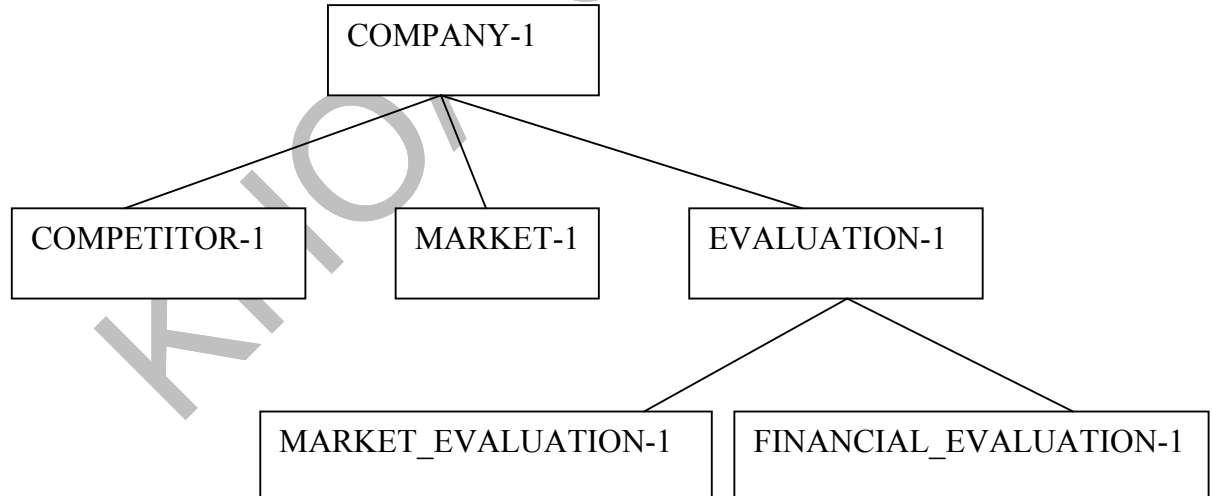 COMPANY-1
COMPETITOR-1
MARKET-1
EVALUATION-1
MARKET_EVALUATION-1
FINANCIAL_EVALUATION-1